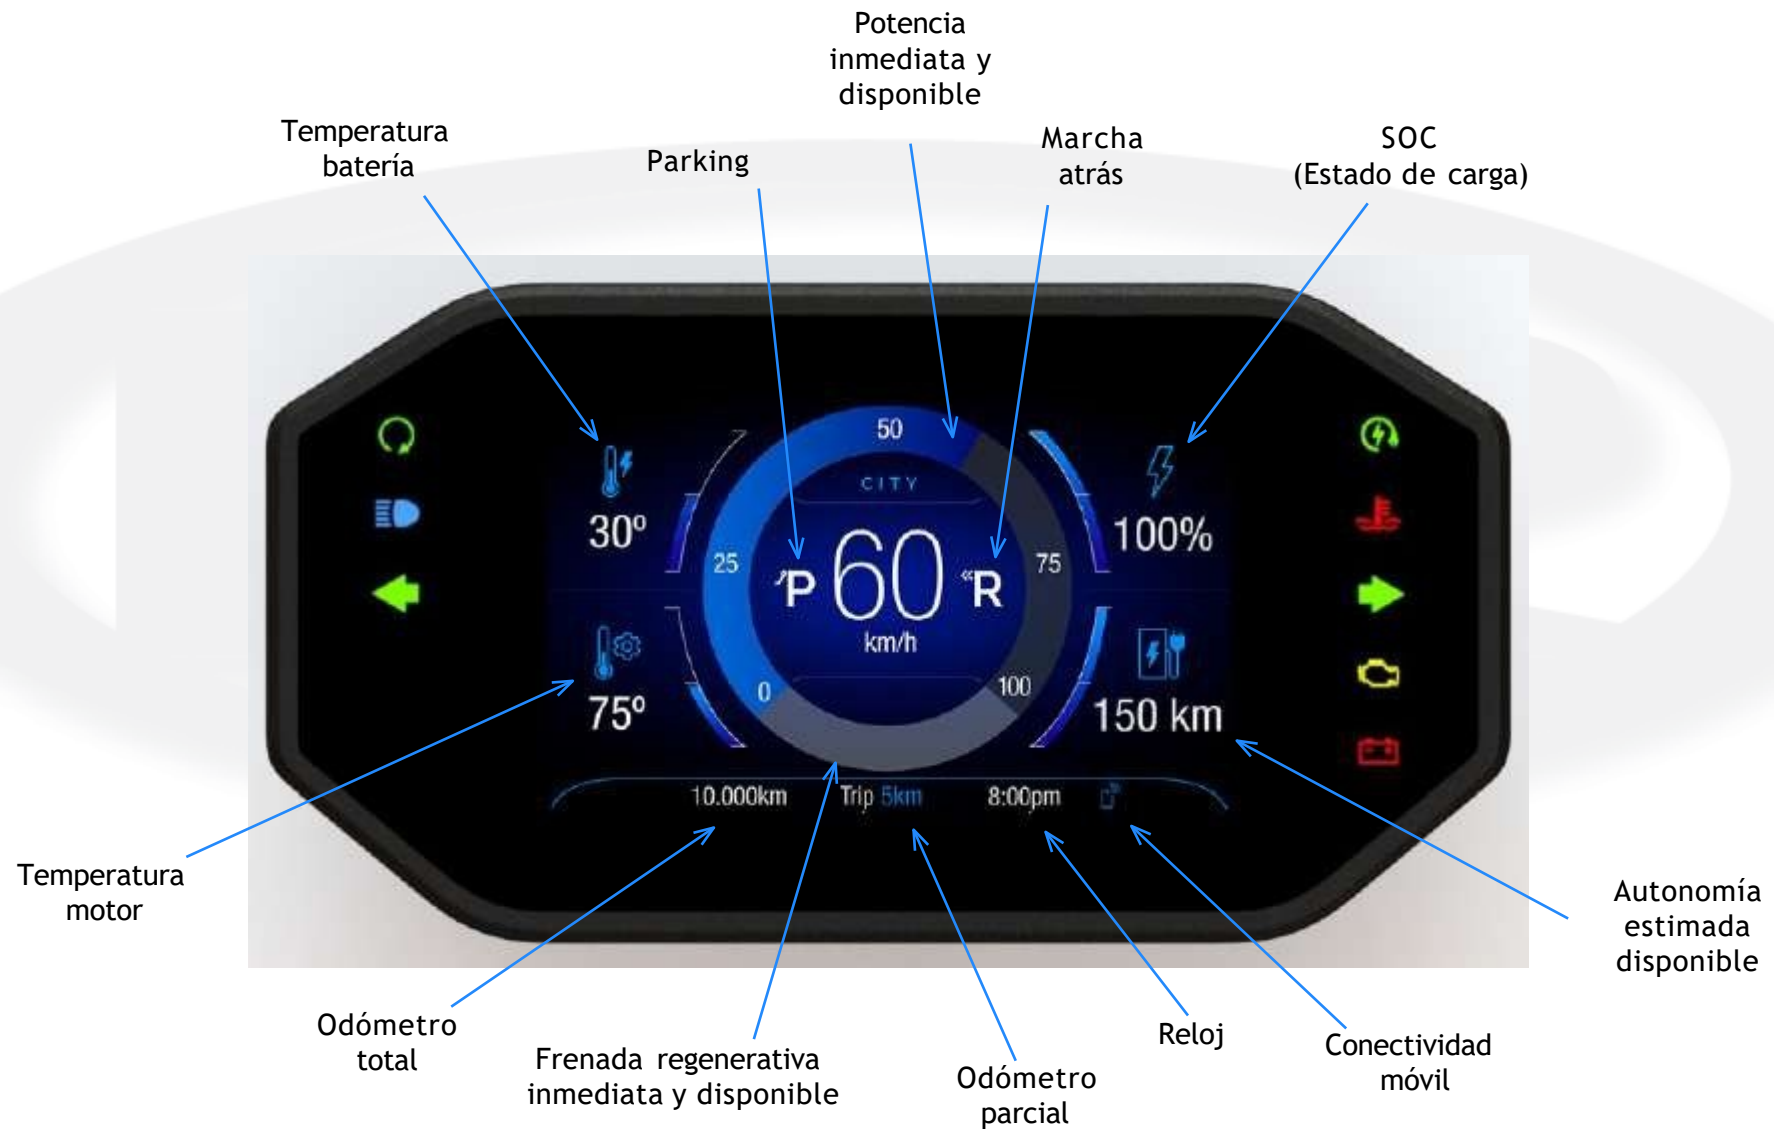 Potencia
inmediata y
disponible
Temperatura
batería
Parking
Marcha
atrás
SOC
(Estado de carga)
50
CITY
30º
100%
25
P
60
R
75
km/h
0
100
75º
150 km
10.000km
Trip 5km
8:00pm
Temperatura
motor
Autonomía
estimada
disponible
Odómetro
total
Frenada regenerativa
inmediata y disponible
Odómetro
parcial
Reloj
Conectividad
móvil